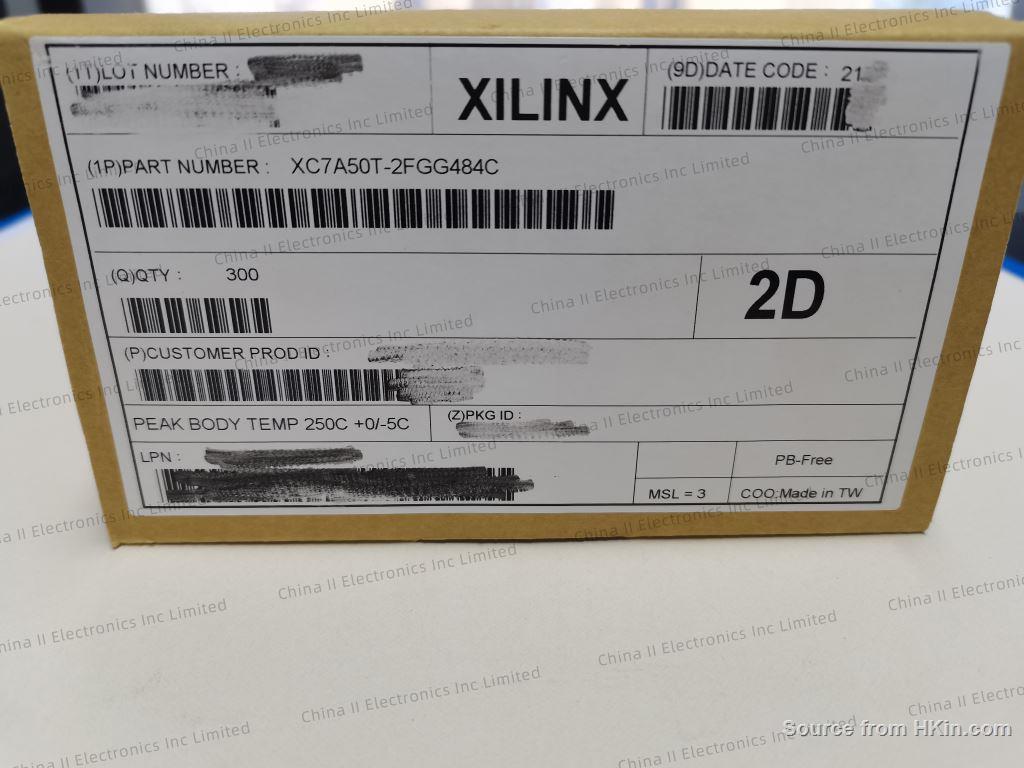 (1T)LOT NUMBER :
XILINX
(9D)DATE CODE : 21
(1P)PART NUMBER : XC7A50T-2FGG484C
(Q)QTY : 300
2D
(P)CUSTOMER PROD ID :
PEAK BODY TEMP 250C +0/-5C
(Z)PKG ID :
LPN :
PB-Free
MSL = 3
COO:Made in TW
China II Electronics Inc Limited
Source from HKin.com